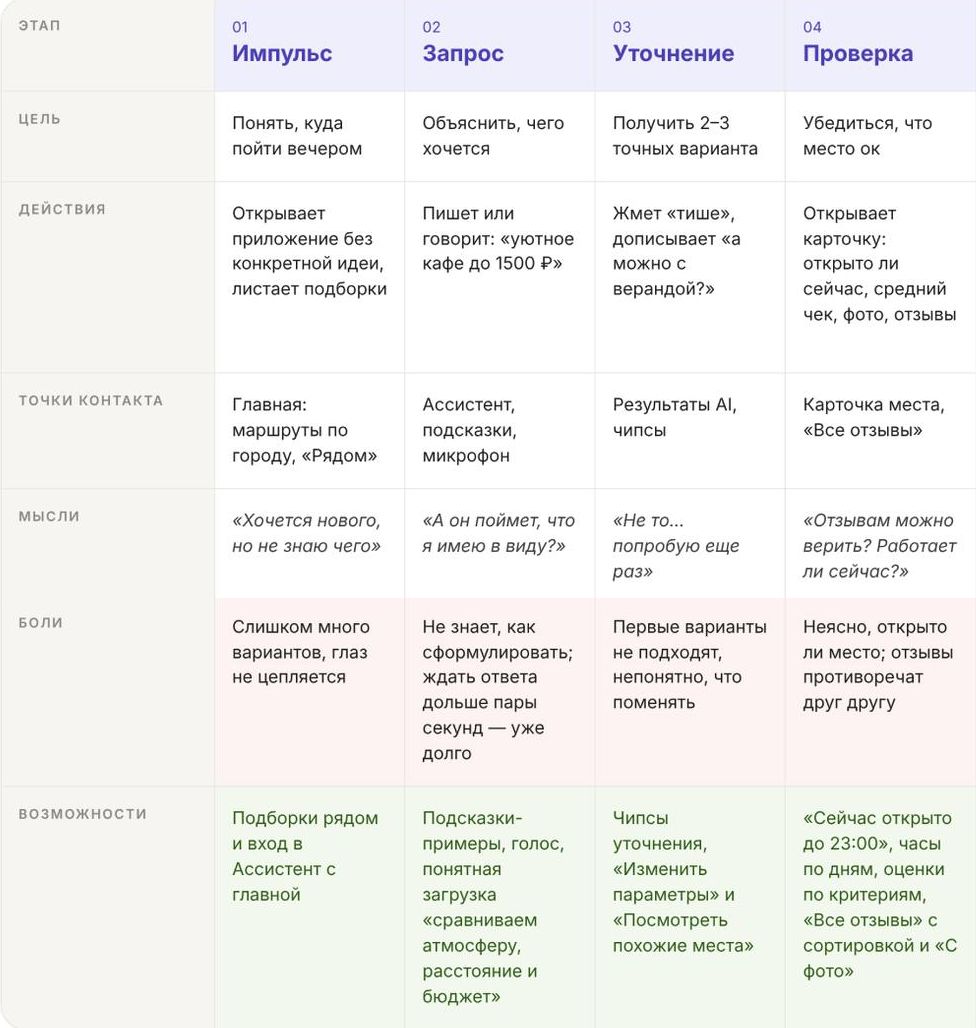 ЭТАП
01
Импульс
02
Запрос
03
Уточнение
04
Проверка
ЦЕЛЬ
Понять, куда
пойти вечером
Объяснить, чего
хочется
Получить 2–3
точных варианта
Убедиться, что
место ок
ДЕЙСТВИЯ
Открывает
приложение без
конкретной идеи,
листает подборки
Пишет или
говорит: «уютное
кафе до 1500 ₽»
Жмет «тише»,
дописывает «а
можно с
верандой?»
Открывает
карточку:
открыто ли
сейчас, средний
чек, фото, отзывы
ТОЧКИ КОНТАКТА
Главная:
маршруты по
городу, «Рядом»
Ассистент,
подсказки,
микрофон
Результаты AI,
чипсы
Карточка места,
«Все отзывы»
МЫСЛИ
«Хочется нового,
но не знаю чего»
«А он поймет, что
я имею в виду?»
«Не то...
попробую еще
раз»
«Отзывам можно
верить? Работает
ли сейчас?»
БОЛИ
Слишком много
вариантов, глаз
не цепляется
Не знает, как
сформулировать;
ждать ответа
дольше пары
секунд — уже
долго
Первые варианты
не подходят,
непонятно, что
поменять
Неясно, открыто
ли место; отзывы
противоречат
друг другу
ВОЗМОЖНОСТИ
Подборки рядом
и вход в
Ассистент с
главной
Подсказки-
примеры, голос,
понятная
загрузка
«сравниваем
атмосферу,
расстояние и
бюджет»
Чипсы
уточнения,
«Изменить
параметры» и
«Посмотреть
похожие места»
«Сейчас открыто
до 23:00», часы
по дням, оценки
по критериям,
«Все отзывы» с
сортировкой и «С
фото»